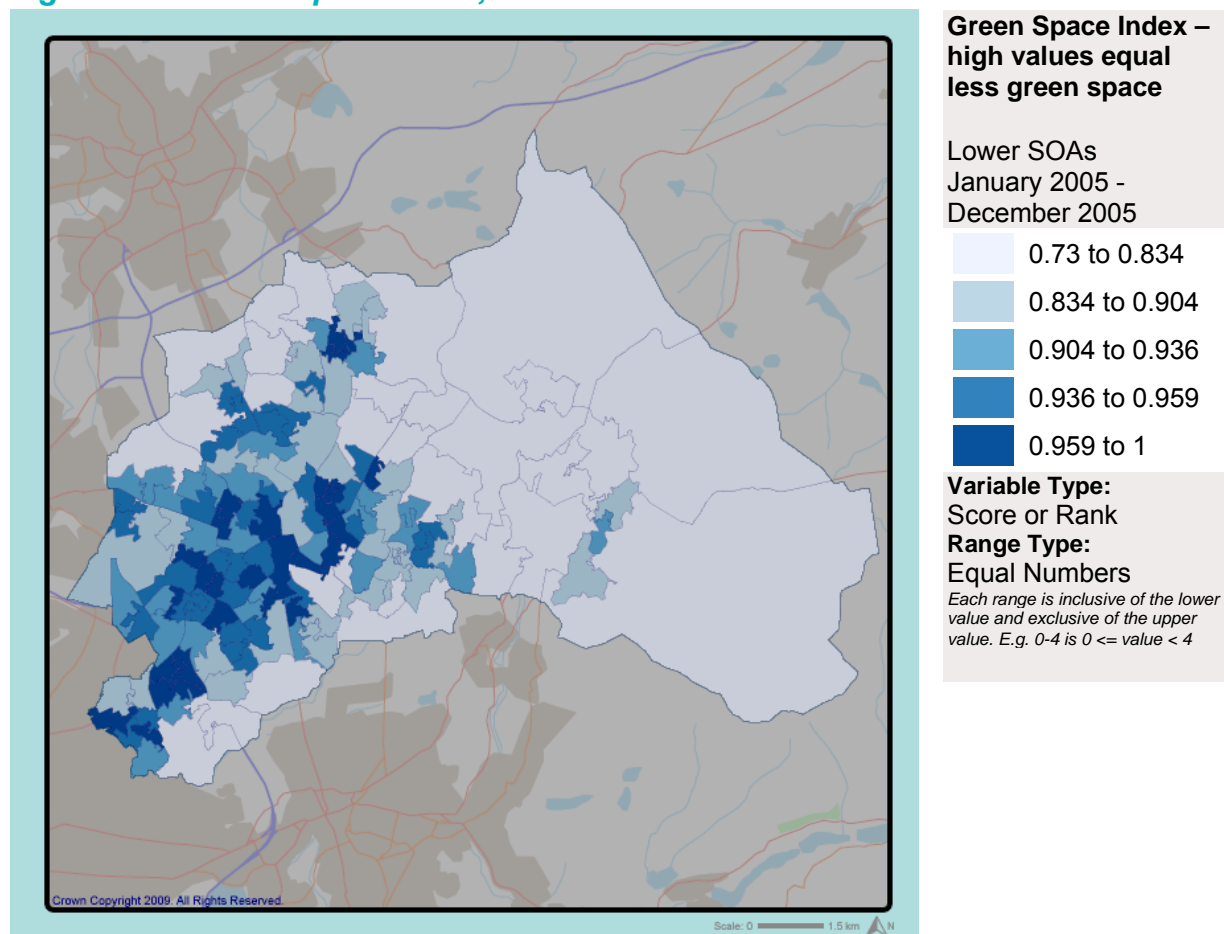 Green Space Index –
high values equal
less green space
Lower SOAs
January 2005 -
December 2005
0.73 to 0.834
0.834 to 0.904
0.904 to 0.936
0.936 to 0.959
0.959 to 1
Variable Type:
Score or Rank
Range Type:
Equal Numbers
Each range is inclusive of the lower
value and exclusive of the upper
value. E.g. 0-4 is 0 <= value < 4
Crown Copyright 2009. All Rights Reserved.
Scale: 0 1.5 km N